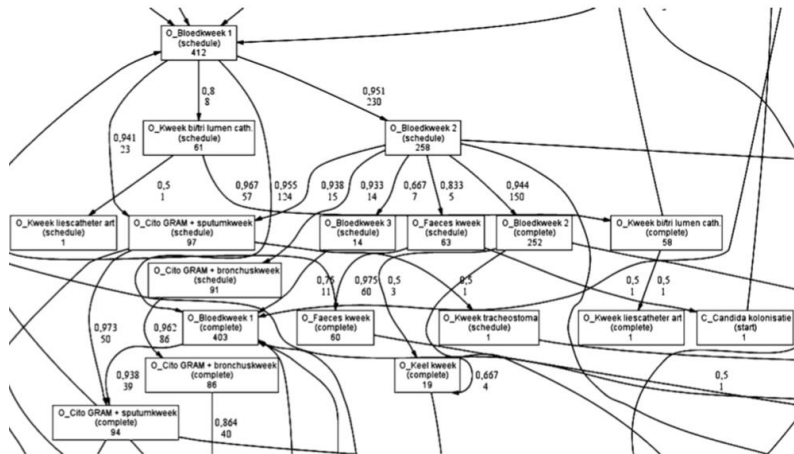 O_Bloedkweek 1
(schedule)
412
0,8
8
0,951
230
O_Kweek bi/tri lumen cath.
(schedule)
61
O_Bloedkweek 2
(schedule)
258
0,941
23
0,5
1
0,967
57
0,955
124
0,938
15
0,933
14
0,667
7
0,833
5
0,944
150
O_Kweek liescatheter art
(schedule)
1
O_Cito GRAM + sputumkweek
(schedule)
97
O_Bloedkweek 3
(schedule)
14
O_Faeces kweek
(schedule)
63
O_Bloedkweek 2
(complete)
252
O_Kweek bi/tri lumen cath.
(complete)
58
O_Cito GRAM + bronchuskweek
(schedule)
91
0,75
11
0,975
60
0,5
3
0,5
1
0,5
1
0,5
1
0,973
50
0,962
86
O_Bloedkweek 1
(complete)
403
O_Faeces kweek
(complete)
60
O_Kweek tracheostoma
(schedule)
1
O_Kweek liescatheter art
(complete)
1
C_Candida kolonisatie
(start)
1
0,938
39
O_Cito GRAM + bronchuskweek
(complete)
86
O_Keel kweek
(complete)
19
0,667
4
0,5
1
O_Cito GRAM + sputumkweek
(complete)
94
0,864
40